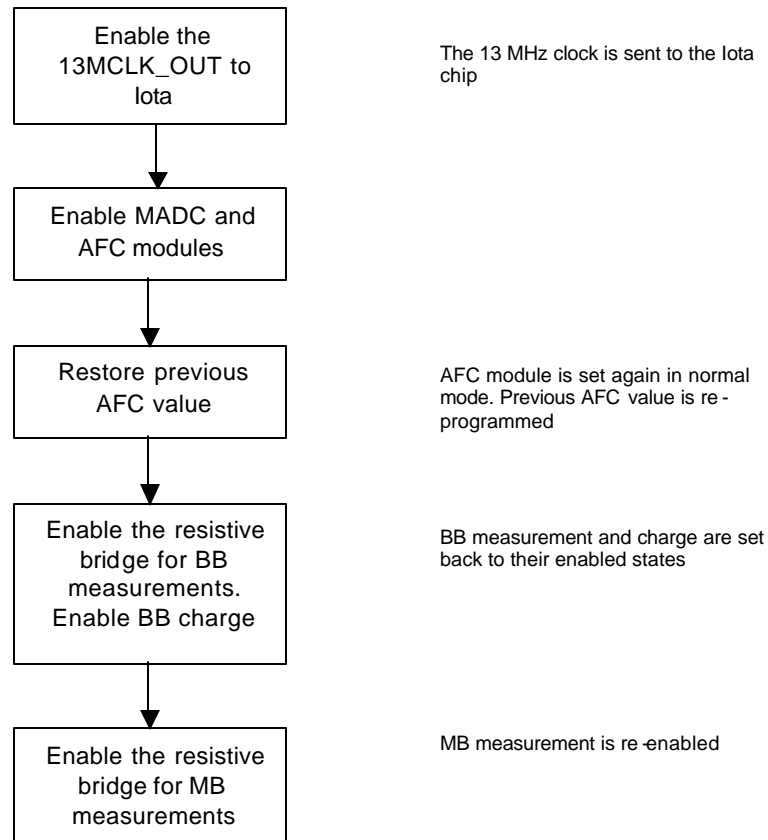 Enable the
13MCLK_OUT to
Iota
The 13 MHz clock is sent to the Iota
chip
Enable MADC and
AFC modules
Restore previous
AFC value
AFC module is set again in normal
mode. Previous AFC value is re-
programmed
Enable the resistive
bridge for BB
measurements.
Enable BB charge
BB measurement and charge are set
back to their enabled states
Enable the resistive
bridge for MB
measurements
MB measurement is re-enabled